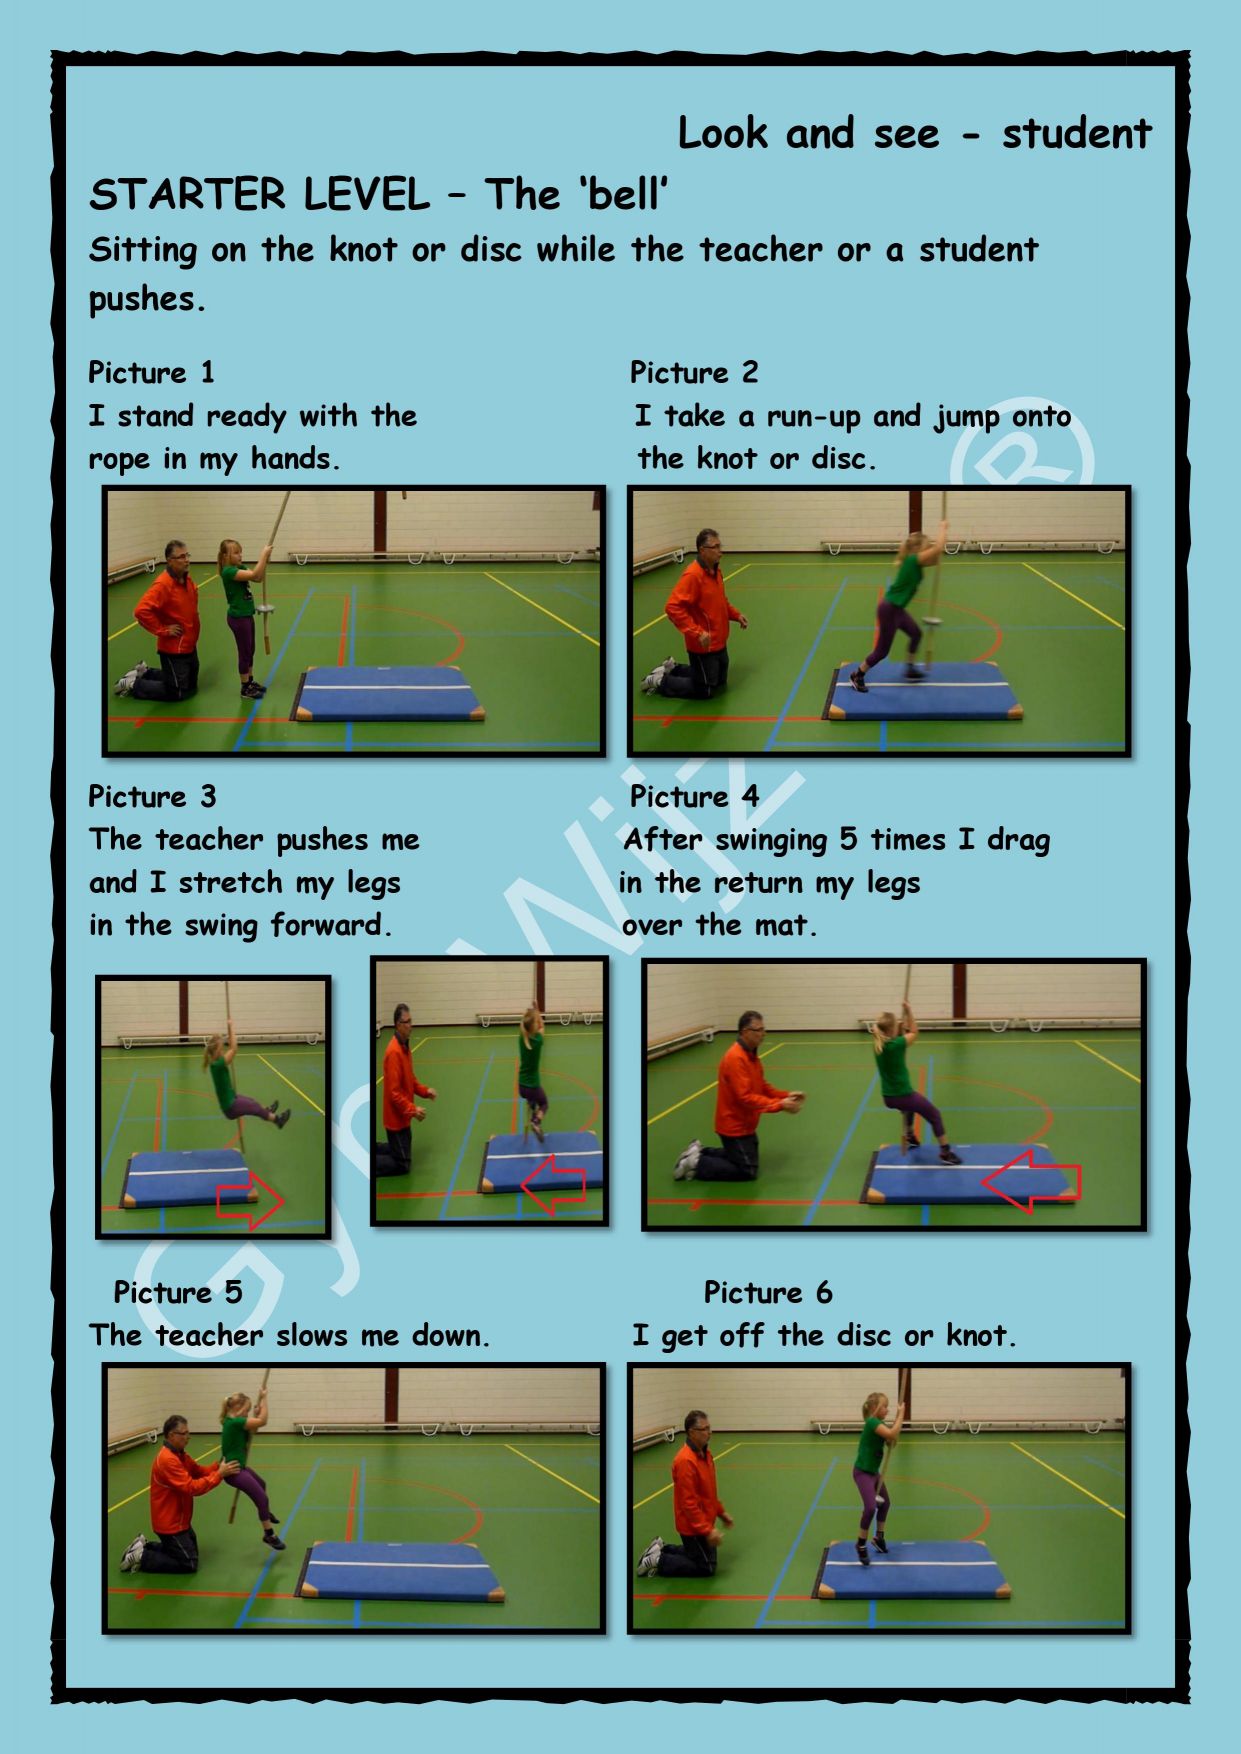 Look and see - student
STARTER LEVEL – The ‘bell’
Sitting on the knot or disc while the teacher or a student
pushes.
Picture 1
I stand ready with the
rope in my hands.
Picture 2
I take a run-up and jump onto
the knot or disc.
Picture 3
The teacher pushes me
and I stretch my legs
in the swing forward.
Picture 4
After swinging 5 times I drag
in the return my legs
over the mat.
Picture 5
The teacher slows me down.
Picture 6
I get off the disc or knot.